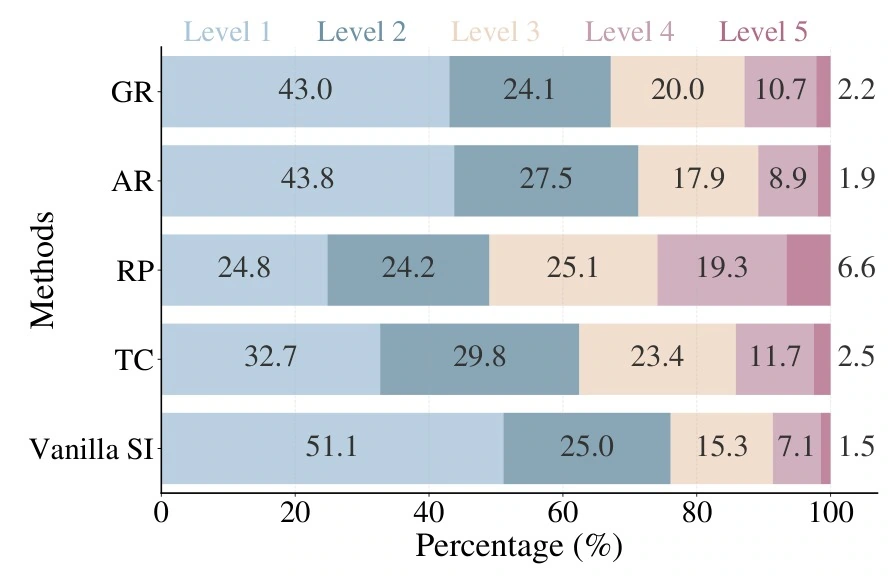 Level 1 Level 2 Level 3 Level 4 Level 5
GR 43.0 24.1 20.0 10.7 2.2
AR 43.8 27.5 17.9 8.9 1.9
RP 24.8 24.2 25.1 19.3 6.6
TC 32.7 29.8 23.4 11.7 2.5
Vanilla SI 51.1 25.0 15.3 7.1 1.5
0 20 40 60 80 100
Percentage (%)
Methods